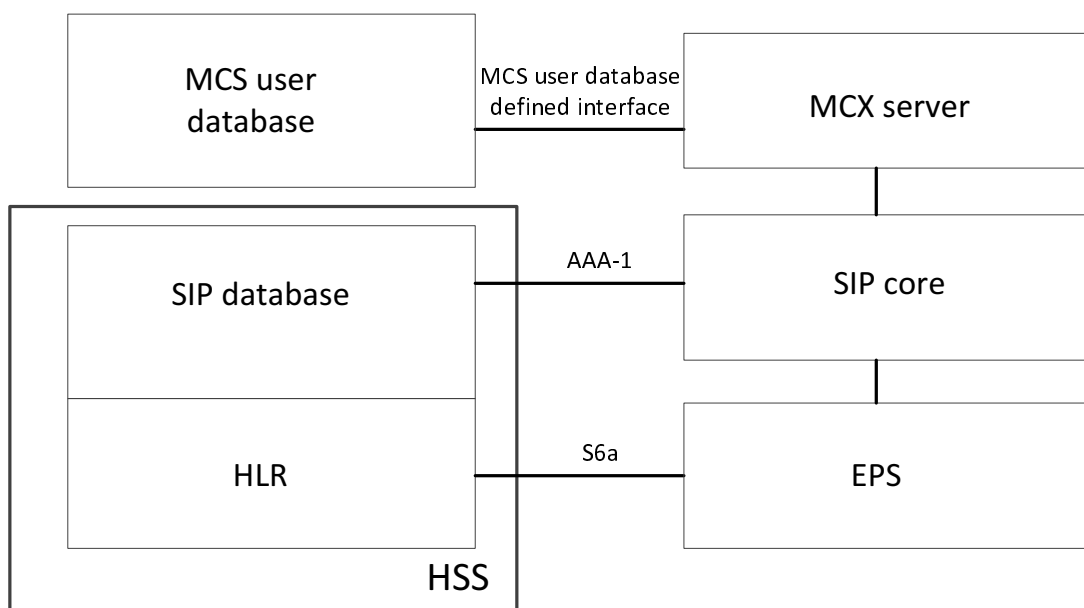 MCS user
database
MCS user database
defined interface
MCX server
SIP database
AAA-1
SIP core
HLR
S6a
EPS
HSS